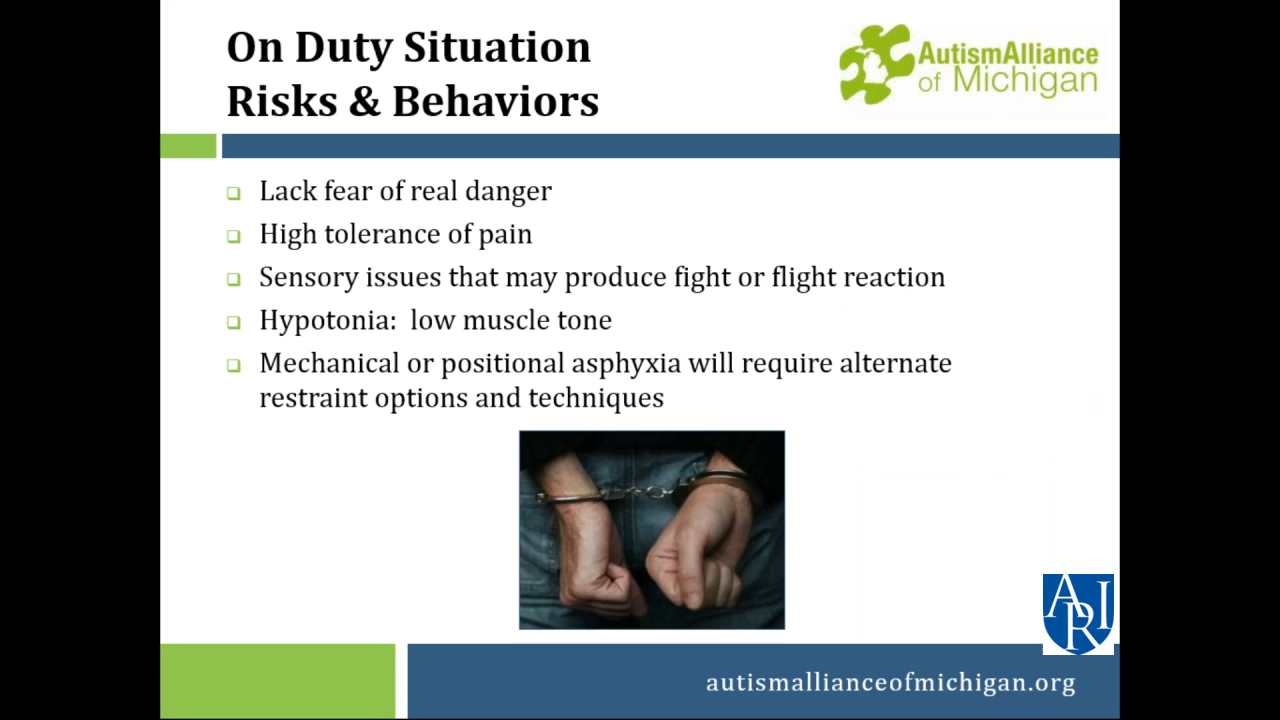 On Duty Situation
Risks & Behaviors
AutismAlliance
of Michigan
Lack fear of real danger
High tolerance of pain
Sensory issues that may produce fight or flight reaction
Hypotonia:  low muscle tone
Mechanical or positional asphyxia will require alternate
restraint options and techniques
ARI
autismallianceofmichigan.org